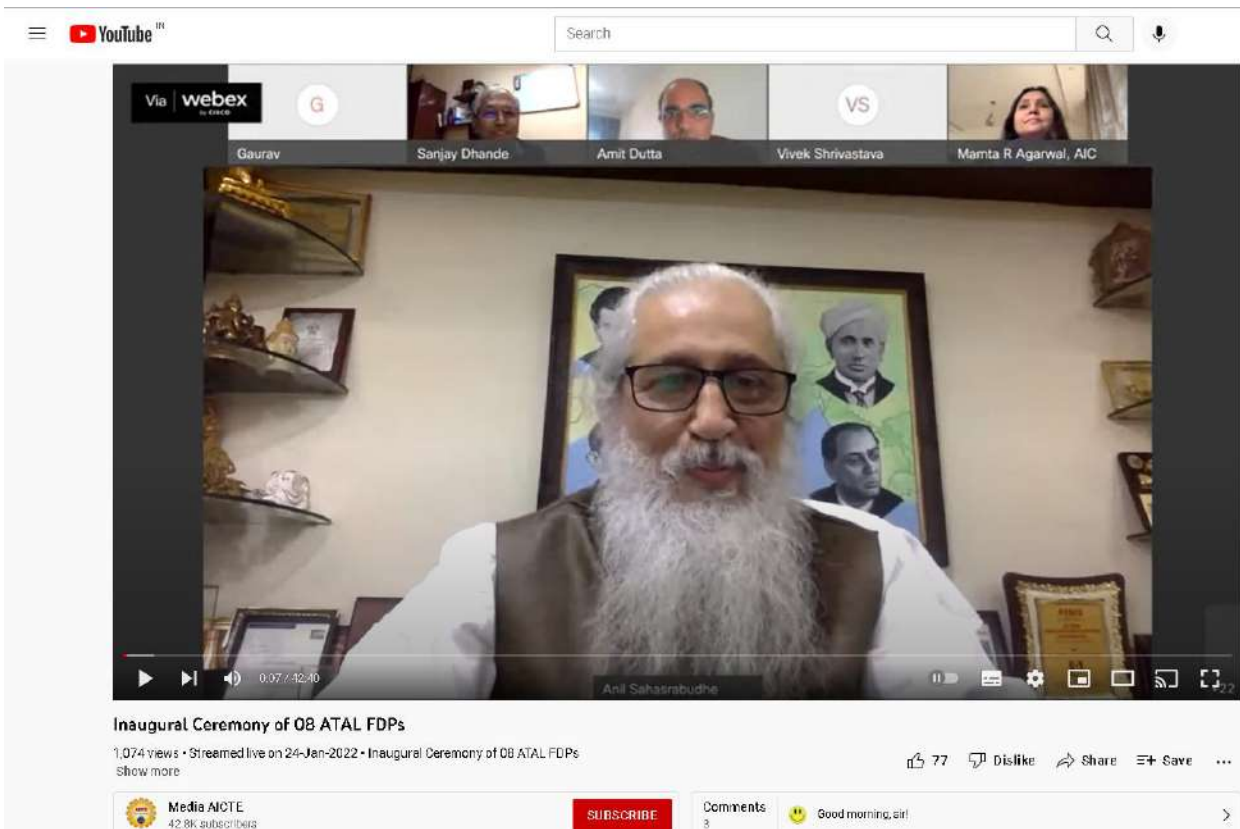 YouTube IN
Search
Via webex
by CISCO
G
VS
Gaurav
Sanjay Dhande
Amit Dutta
Vivek Shrivastava
Mamta R Agarwal, AIC
0:07 / 42:40
Anil Sahasrabudhe
22
Inaugural Ceremony of 08 ATAL FDPs
1,074 views • Streamed live on 24-Jan-2022 • Inaugural Ceremony of 08 ATAL FDPs
Show more
77 Dislike Share Save
Media AICTE
42.8K subscribers
SUBSCRIBE
Comments
3
Good morning, sir!